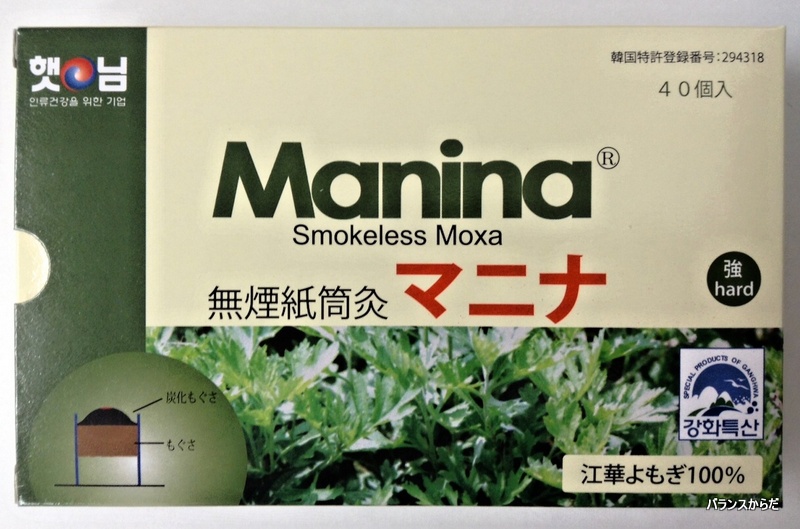 햇님
인류건강을 위한 기업
韓国特許登録番号:294318
40個入
Manina®
Smokeless Moxa
無煙紙筒灸 マニナ
強
hard
炭化もぐさ
もぐさ
SPECIAL PRODUCTS OF GANGHWA
강화특산
江華よもぎ100%
バランスからだ